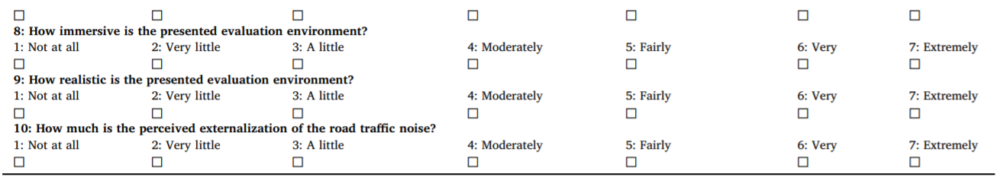 ☐ ☐ ☐ ☐ ☐ ☐ ☐
8: How immersive is the presented evaluation environment?
1: Not at all 2: Very little 3: A little 4: Moderately 5: Fairly 6: Very 7: Extremely
☐ ☐ ☐ ☐ ☐ ☐ ☐
9: How realistic is the presented evaluation environment?
1: Not at all 2: Very little 3: A little 4: Moderately 5: Fairly 6: Very 7: Extremely
☐ ☐ ☐ ☐ ☐ ☐ ☐
10: How much is the perceived externalization of the road traffic noise?
1: Not at all 2: Very little 3: A little 4: Moderately 5: Fairly 6: Very 7: Extremely
☐ ☐ ☐ ☐ ☐ ☐ ☐